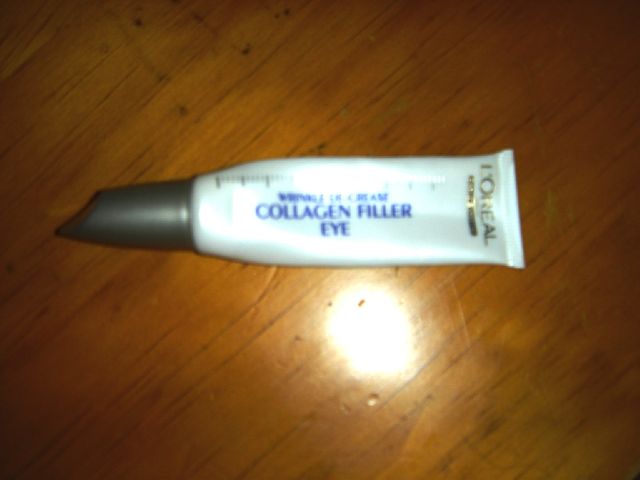 WRINKLE DE-CREASE
COLLAGEN FILLER
EYE
L'ORÉAL